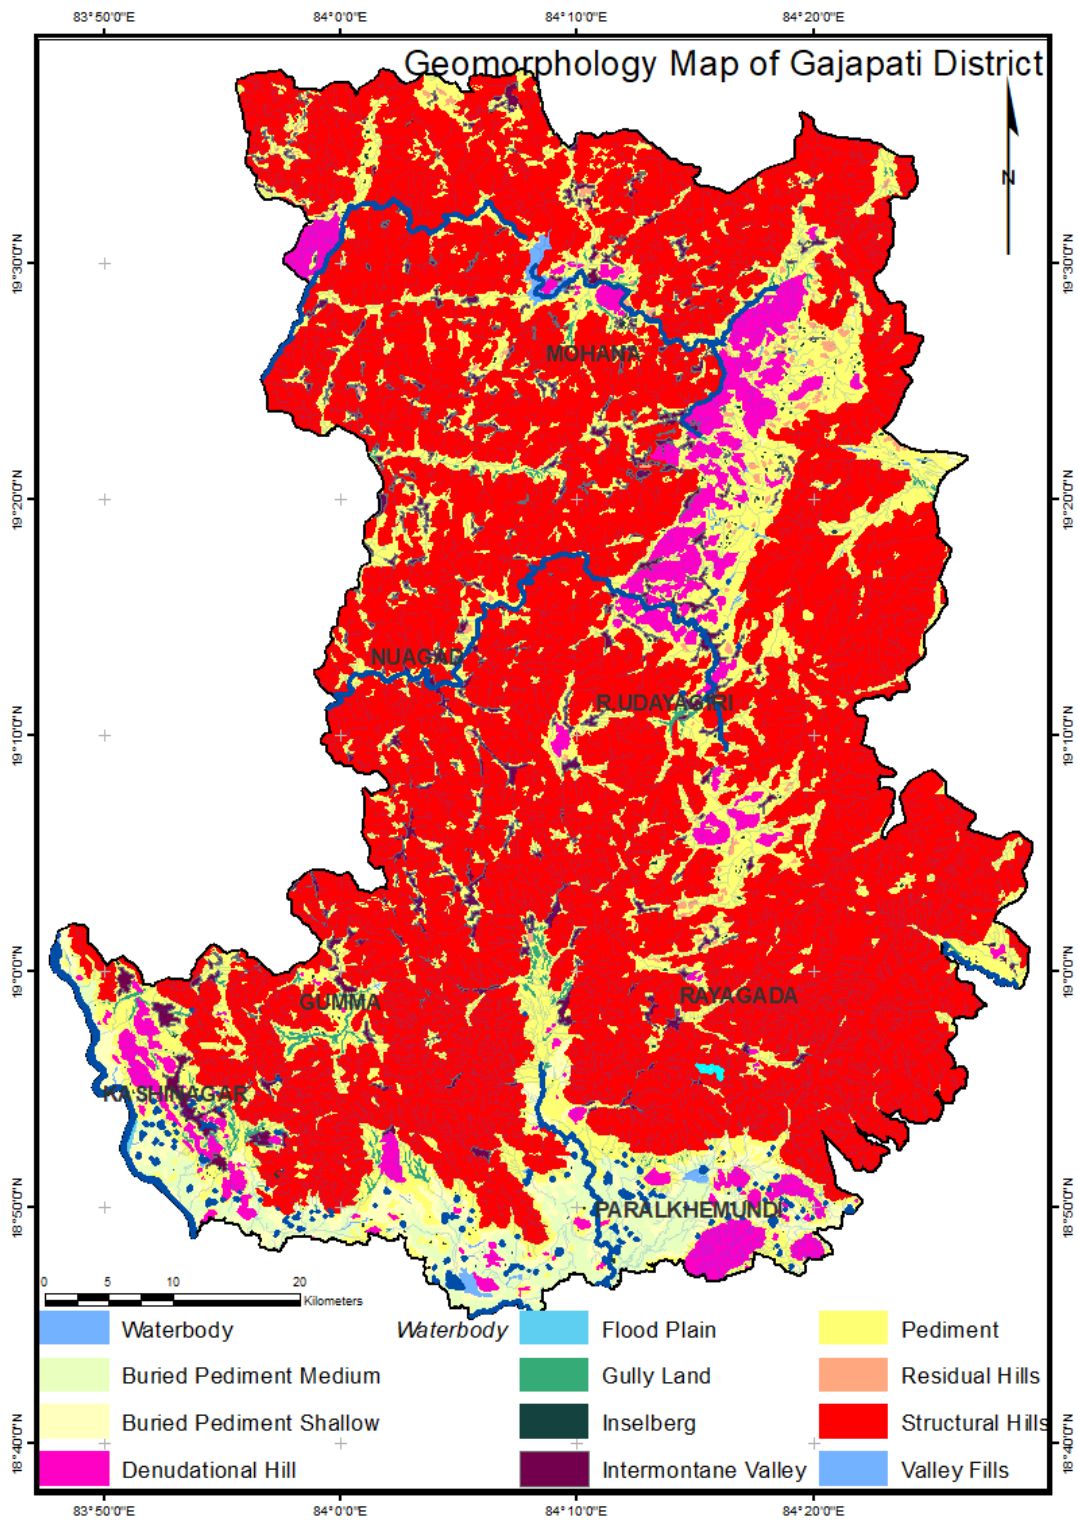 83°50'0"E 84°0'0"E 84°10'0"E 84°20'0"E
Geomorphology Map of Gajapati District
N
19°30'0"N 19°30'0"N
MOHANA
19°20'0"N 19°20'0"N
NUAGAD
R.UDAYAGIRI
19°10'0"N 19°10'0"N
19°0'0"N 19°0'0"N
GUMMA RAYAGADA
KASHINAGAR
18°50'0"N 18°50'0"N
PARALKHEMUNDI
0 5 10 20
Kilometers
Waterbody Waterbody Flood Plain Pediment
Buried Pediment Medium Gully Land Residual Hills
Buried Pediment Shallow Inselberg Structural Hills
18°40'0"N 18°40'0"N
Denudational Hill Intermontane Valley Valley Fills
83°50'0"E 84°0'0"E 84°10'0"E 84°20'0"E